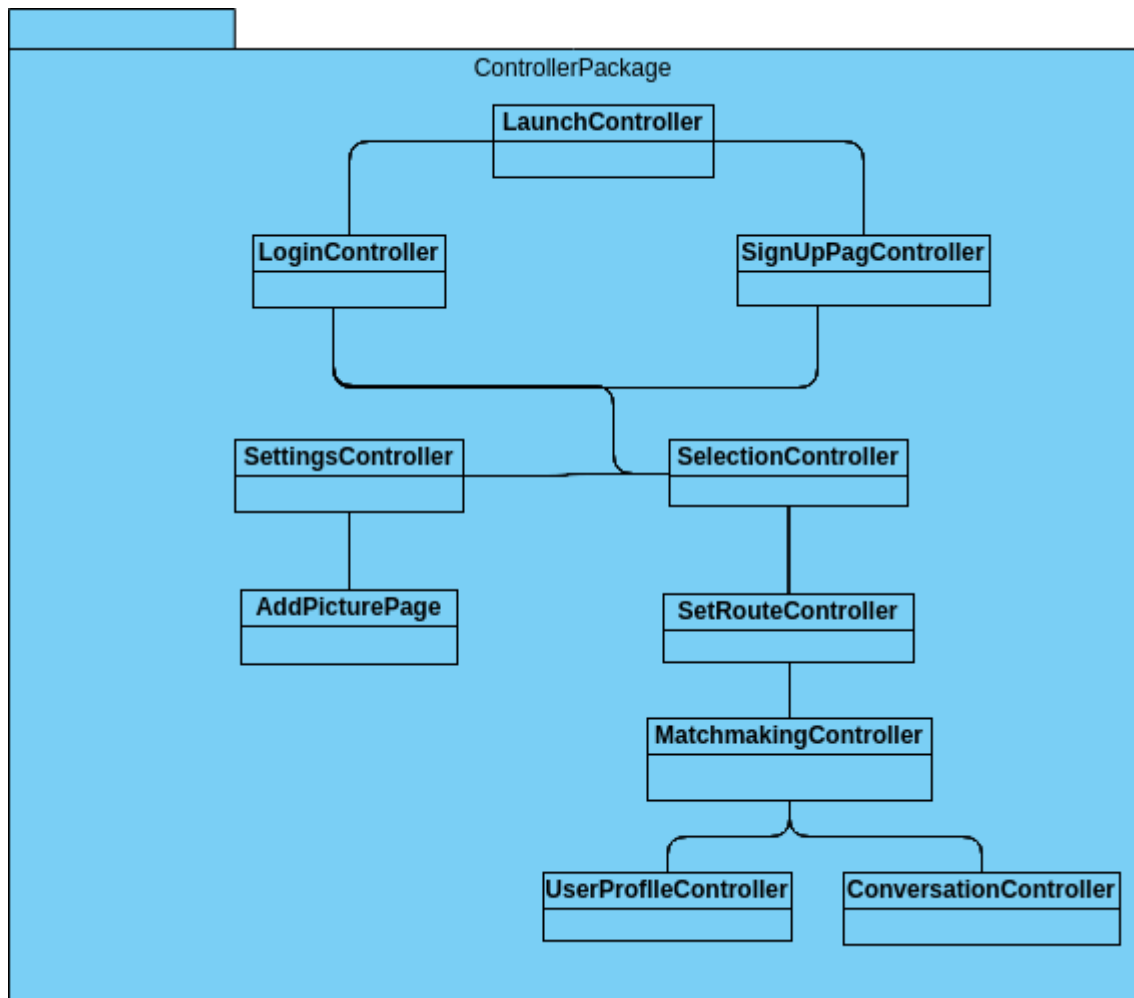 ControllerPackage
LaunchController
LoginController
SignUpPagController
SettingsController
SelectionController
AddPicturePage
SetRouteController
MatchmakingController
UserProflleController
ConversationController